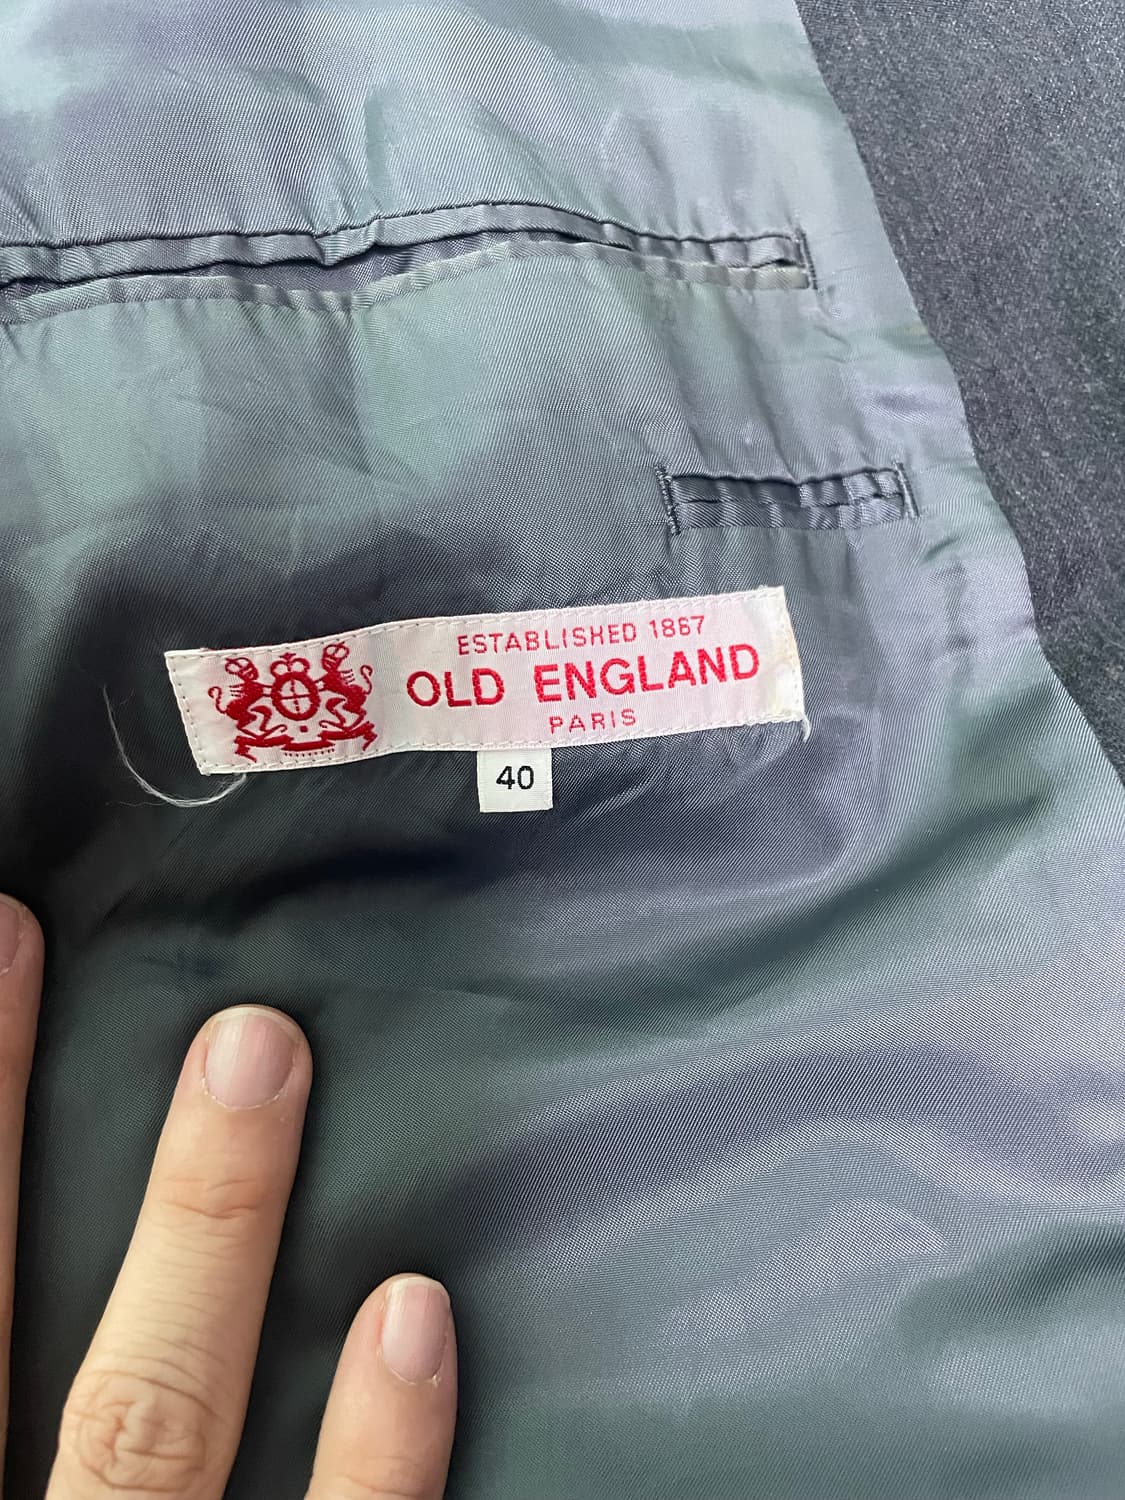 ESTABLISHED 1867
OLD ENGLAND
PARIS
40